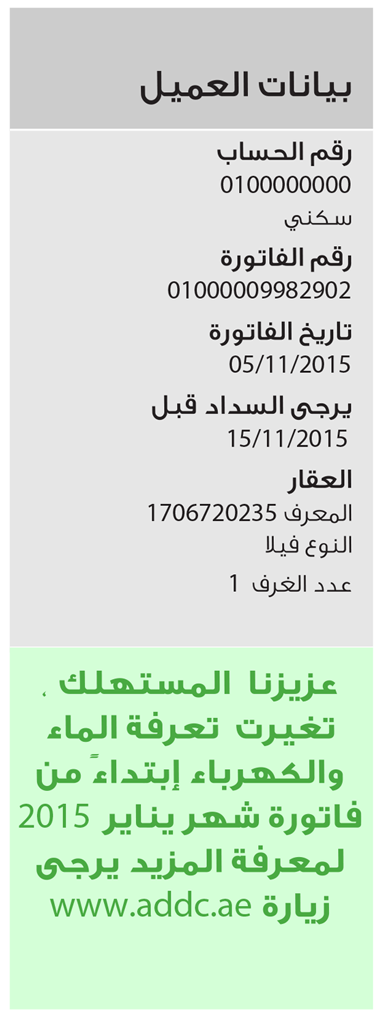 بيانات العميل
رقم الحساب
0100000000
سكني
رقم الفاتورة
01000009982902
تاريخ الفاتورة
05/11/2015
يرجى السداد قبل
15/11/2015
العقار
المعرف 1706720235
النوع فيلا
عدد الغرف 1
عزيزنا المستهلك ،
تغيرت تعرفة الماء
والكهرباء إبتداءً من
فاتورة شهر يناير 2015
لمعرفة المزيد يرجى
زيارة www.addc.ae